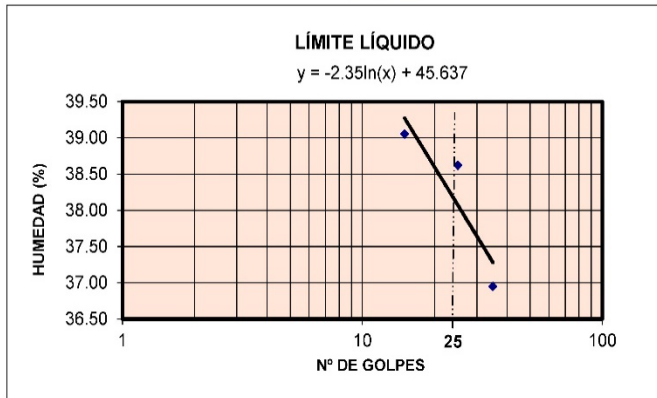 LÍMITE LÍQUIDO
y = -2.35ln(x) + 45.637
39.50
39.00
38.50
38.00
37.50
37.00
36.50
HUMEDAD (%)
1 10 25 100
Nº DE GOLPES